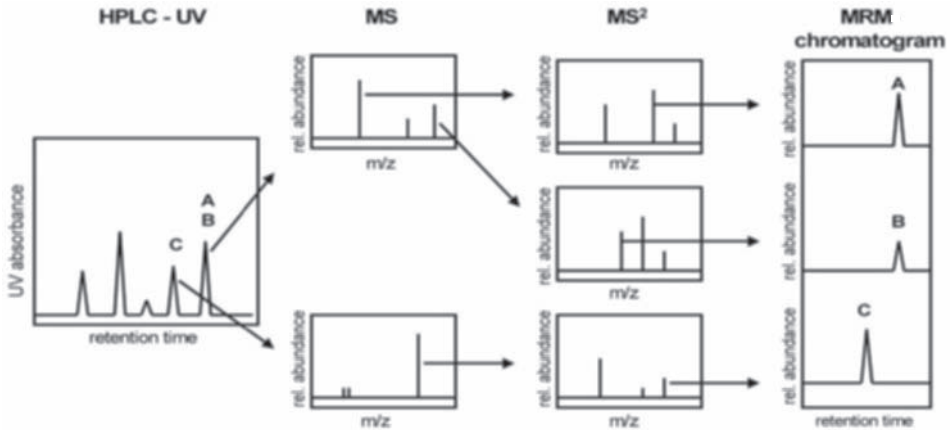 HPLC - UV
MS
MS²
MRM
chromatogram
UV absorbance
retention time
C
A
B
rel. abundance
m/z
rel. abundance
m/z
rel. abundance
m/z
rel. abundance
m/z
rel. abundance
m/z
rel. abundance
A
rel. abundance
B
rel. abundance
C
retention time